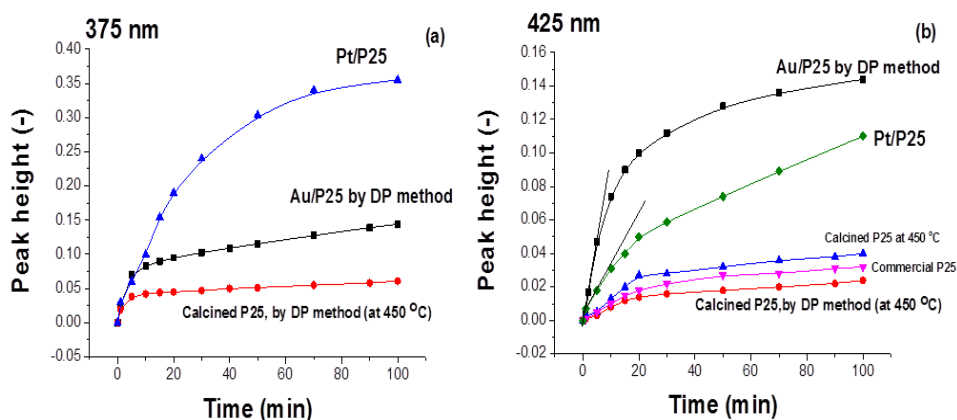 375 nm
(a)
Pt/P25
Au/P25 by DP method
Calcined P25, by DP method (at 450 ⁰C)
Peak height (-)
0.40
0.35
0.30
0.25
0.20
0.15
0.10
0.05
0.00
-0.05
0 20 40 60 80 100
Time (min)
425 nm
(b)
Au/P25 by DP method
Pt/P25
Calcined P25 at 450 °C
Commercial P25
Calcined P25,by DP method (at 450 ⁰C)
Peak height (-)
0.16
0.14
0.12
0.10
0.08
0.06
0.04
0.02
0.00
-0.02
0 20 40 60 80 100
Time (min)